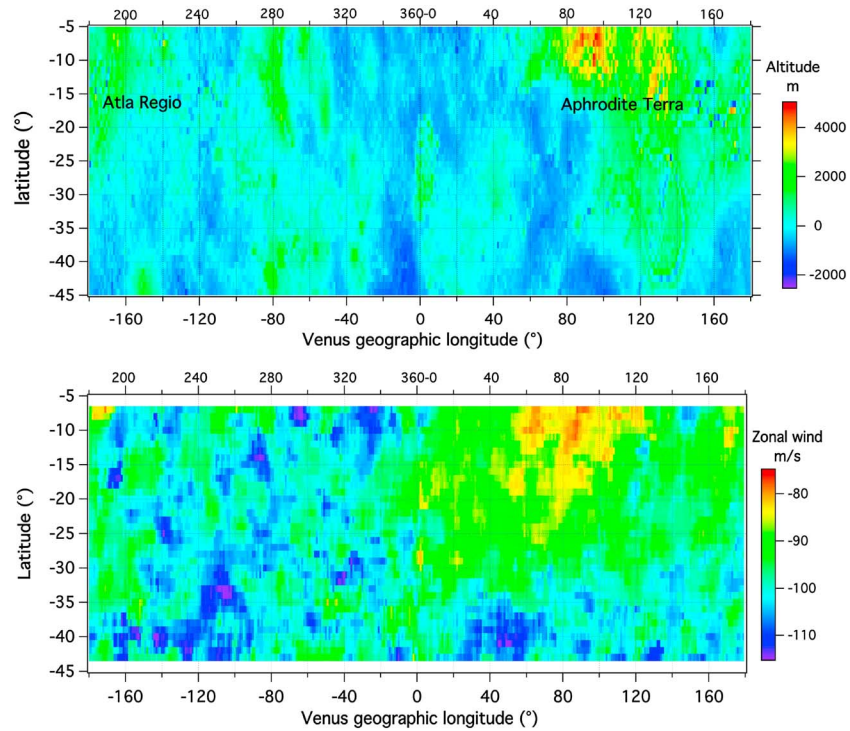 200 240 280 320 360-0 40 80 120 160
-5
-10
-15
-20
-25
-30
-35
-40
-45
latitude (°)
Atla Regio
Aphrodite Terra
Altitude
m
4000
2000
0
-2000
-160 -120 -80 -40 0 40 80 120 160
Venus geographic longitude (°)
200 240 280 320 360-0 40 80 120 160
-5
-10
-15
-20
-25
-30
-35
-40
-45
Latitude (°)
Zonal wind
m/s
-80
-90
-100
-110
-160 -120 -80 -40 0 40 80 120 160
Venus geographic longitude (°)